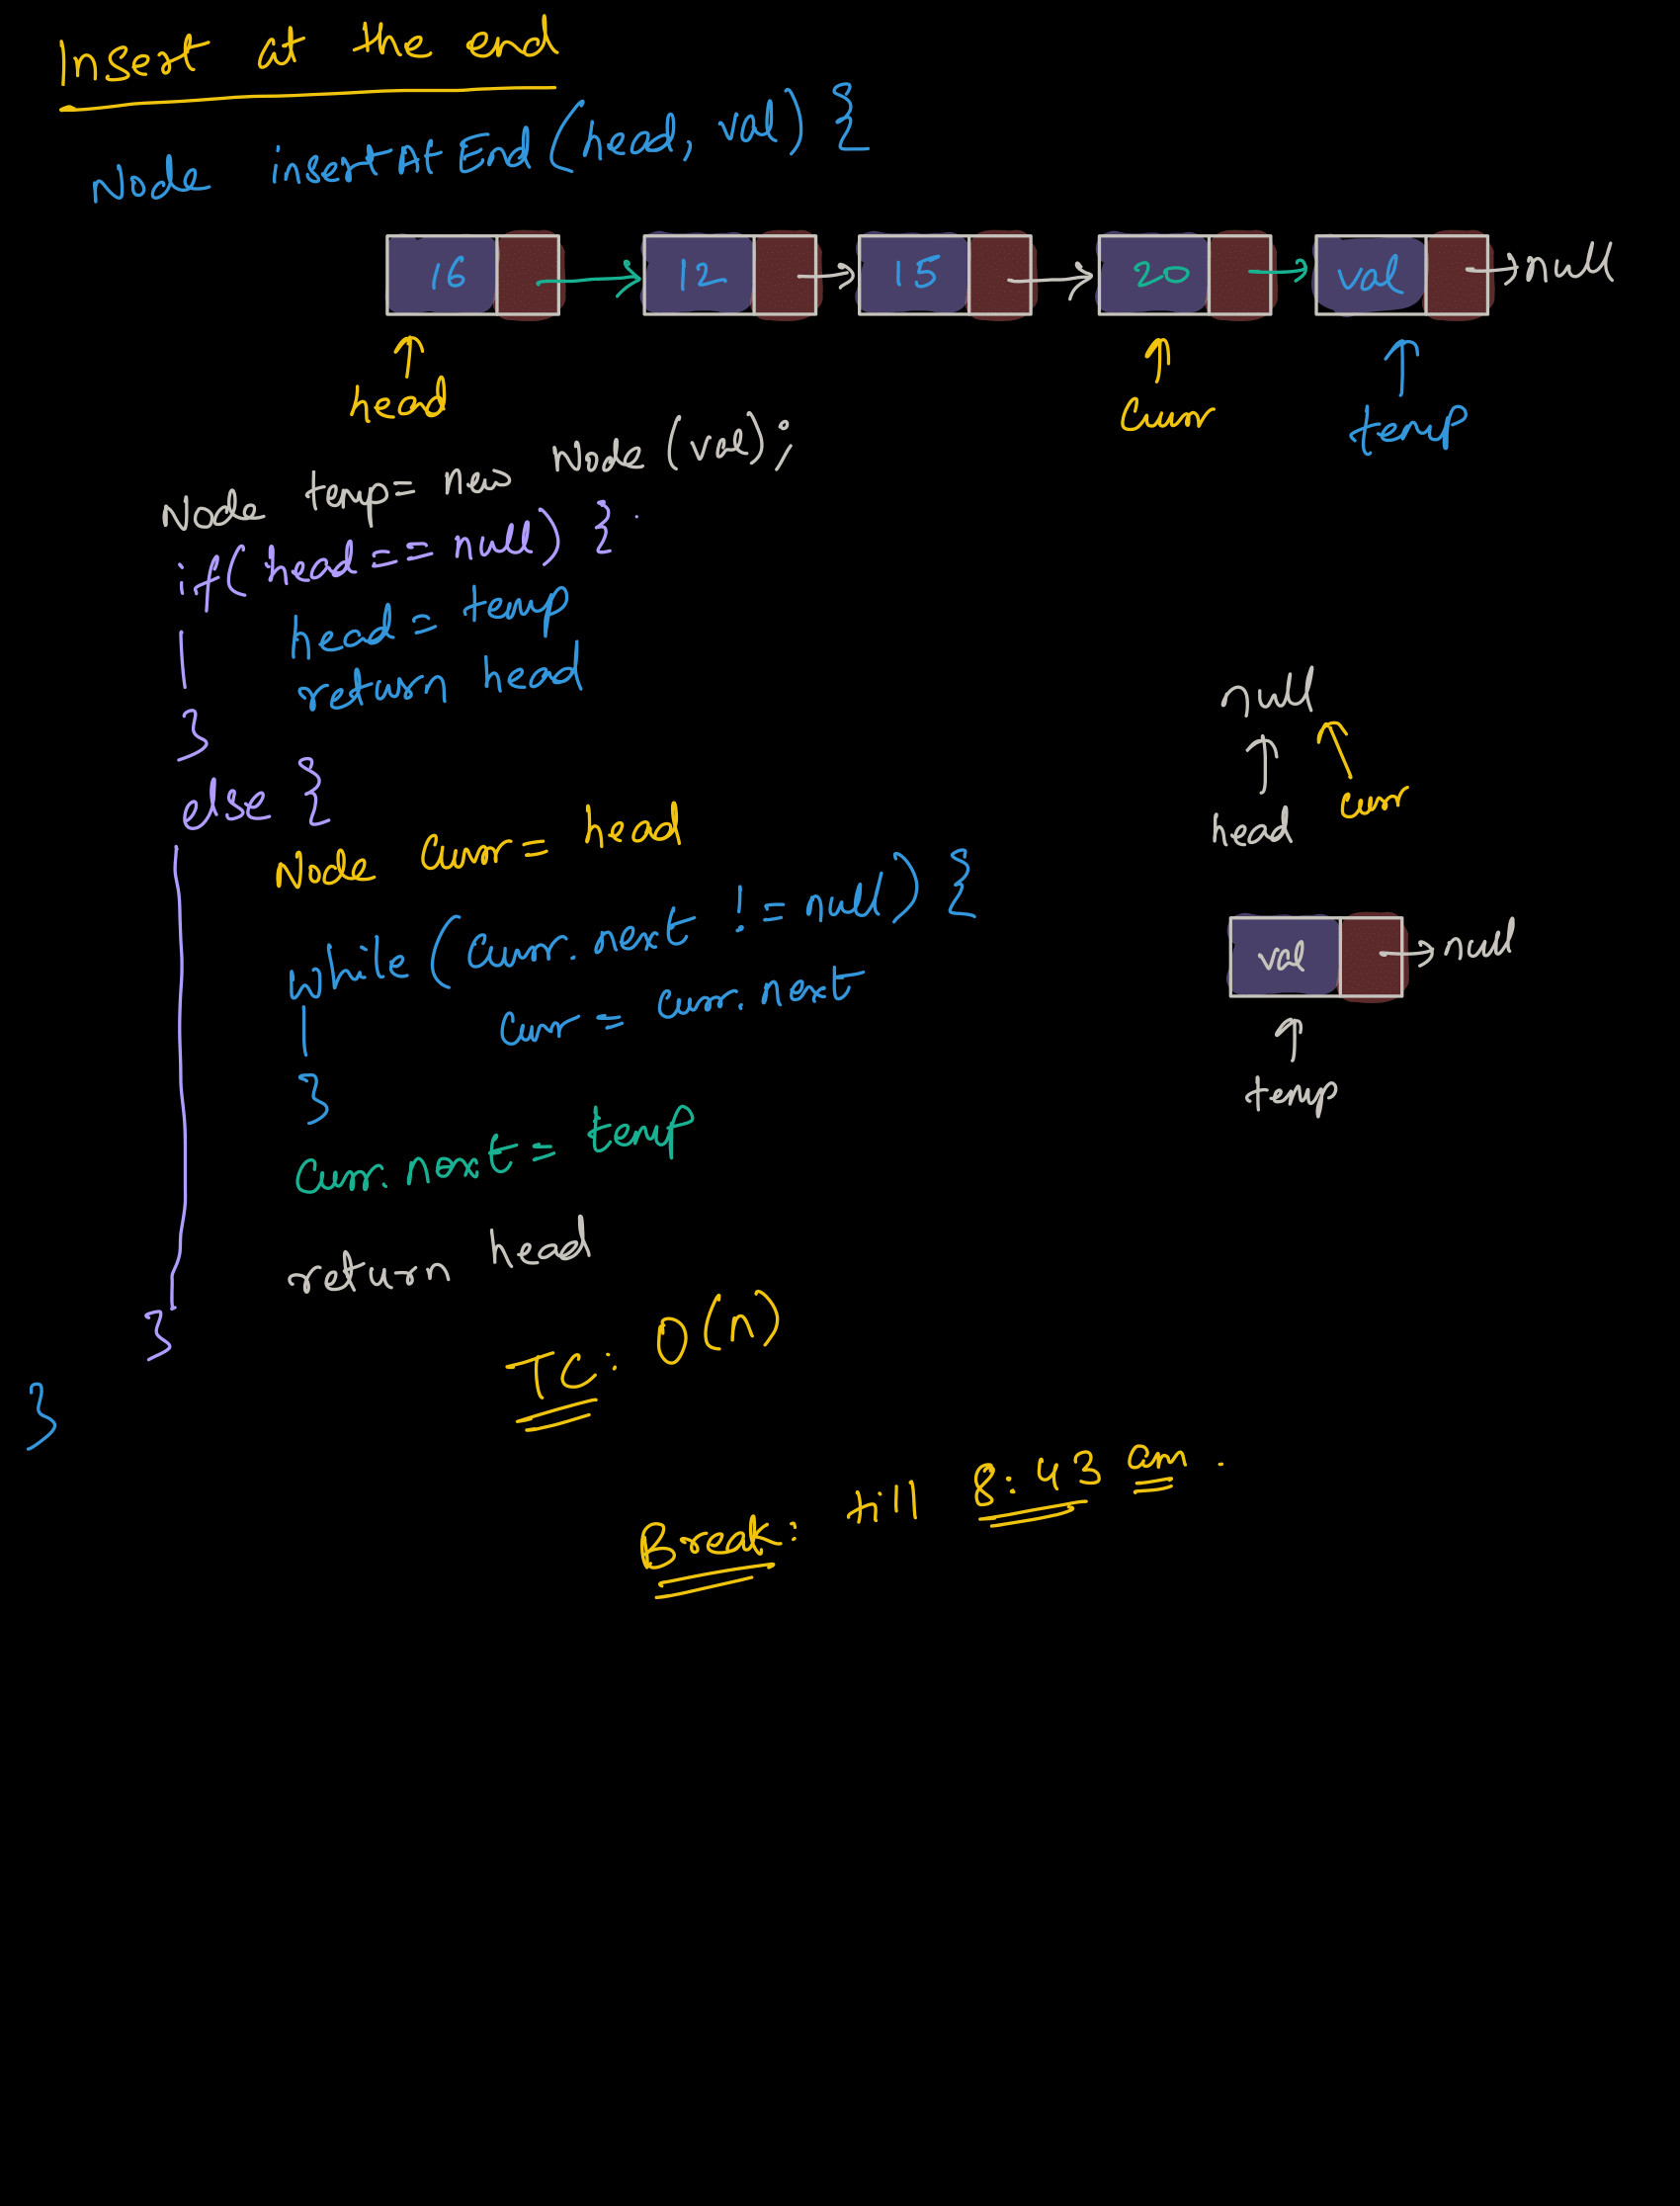 Insert at the end
Node insertAtEnd(head, val) {
16 12 15 20 val null
head curr temp
Node temp= new Node(val);
if(head == null) {
head = temp
return head
}
else {
Node curr = head
while (curr.next != null) {
curr = curr.next
}
curr.next = temp
return head
}
TC: O(n)
}
Break: till 8:43 am.
null
head curr
val null
temp